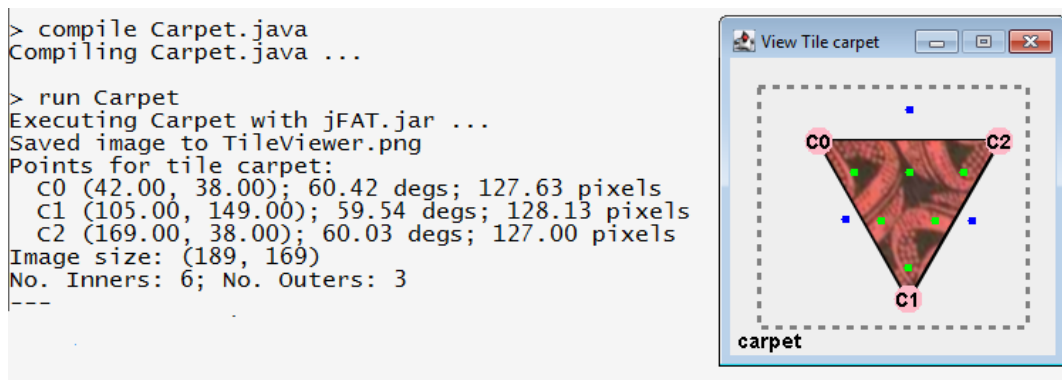 > compile Carpet.java
Compiling Carpet.java ...
> run Carpet
Executing Carpet with jFAT.jar ...
Saved image to TileViewer.png
Points for tile carpet:
C0 (42.00, 38.00); 60.42 degs; 127.63 pixels
C1 (105.00, 149.00); 59.54 degs; 128.13 pixels
C2 (169.00, 38.00); 60.03 degs; 127.00 pixels
Image size: (189, 169)
No. Inners: 6; No. Outers: 3
---
View Tile carpet
C0
C2
C1
carpet